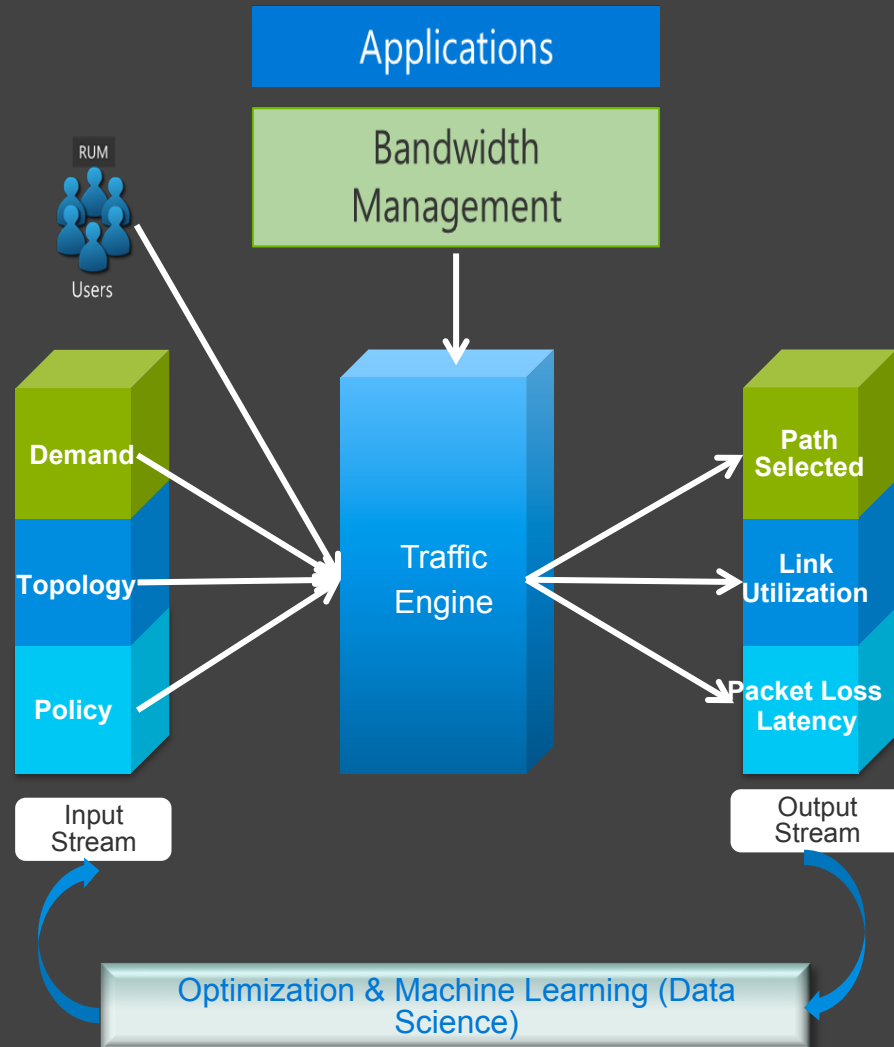 Applications
Bandwidth
Management
RUM
Users
Demand
Topology
Policy
Traffic
Engine
Path
Selected
Link
Utilization
Packet Loss
Latency
Input
Stream
Output
Stream
Optimization & Machine Learning (Data
Science)